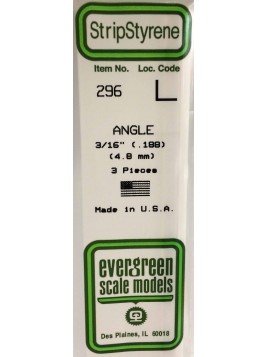 StripStyrene
Item No. Loc. Code
296
ANGLE
3/16" (.188)
(4.8 mm)
3 Pieces
Made in U.S.A.
evergreen
scale models
Des Plaines, IL 60018